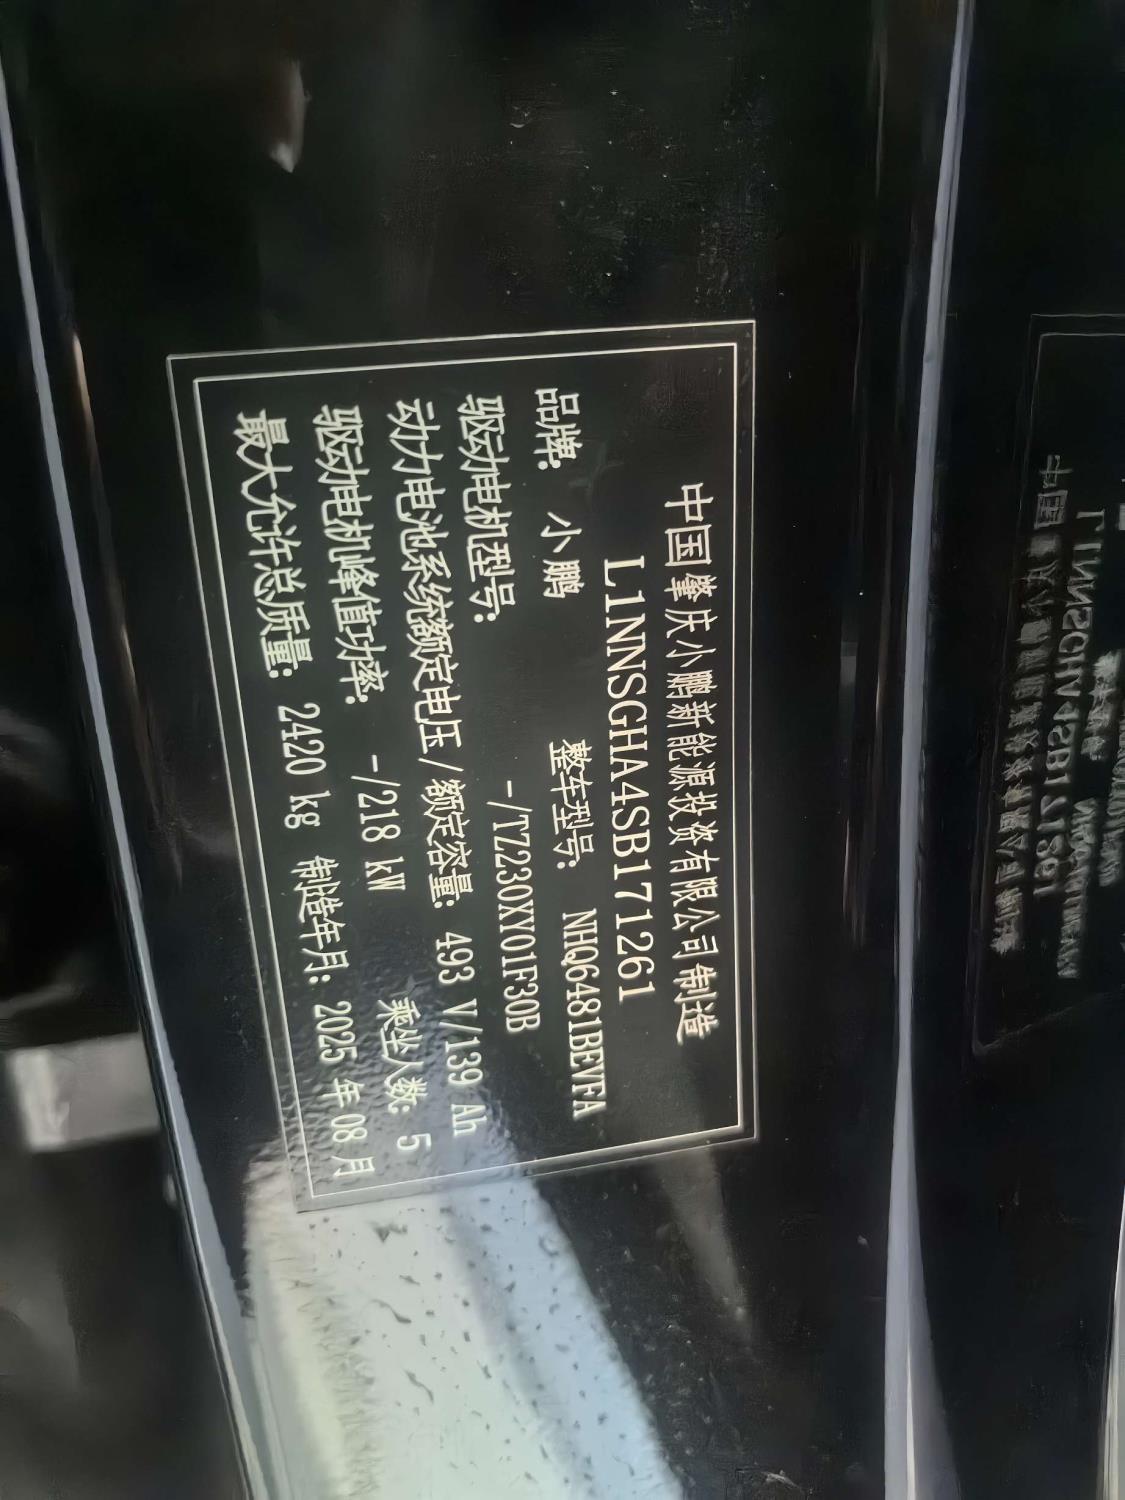 中国肇庆小鹏新能源投资有限公司制造
L1NNSGHA4SB171261
品牌: 小鹏 整车型号: NHQ6481BEVFA
驱动电机型号: -/TZ230XY01F30B
动力电池系统额定电压/额定容量: 493 V/139 Ah
驱动电机峰值功率: -/218 kW 乘坐人数: 5
最大允许总质量: 2420 kg 制造年月: 2025 年 08 月